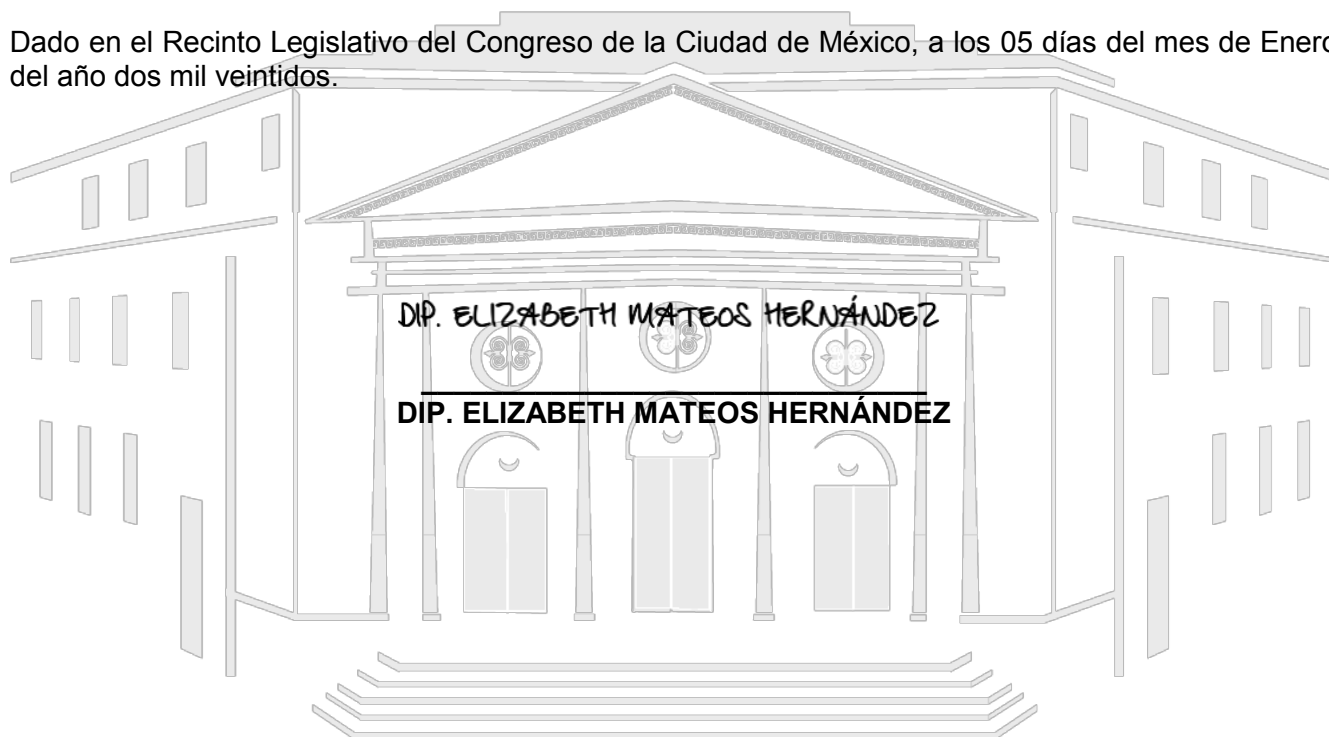 Dado en el Recinto Legislativo del Congreso de la Ciudad de México, a los 05 días del mes de Enero
del año dos mil veintidos.
DIP. ELIZABETH MATEOS HERNÁNDEZ
DIP. ELIZABETH MATEOS HERNÁNDEZ